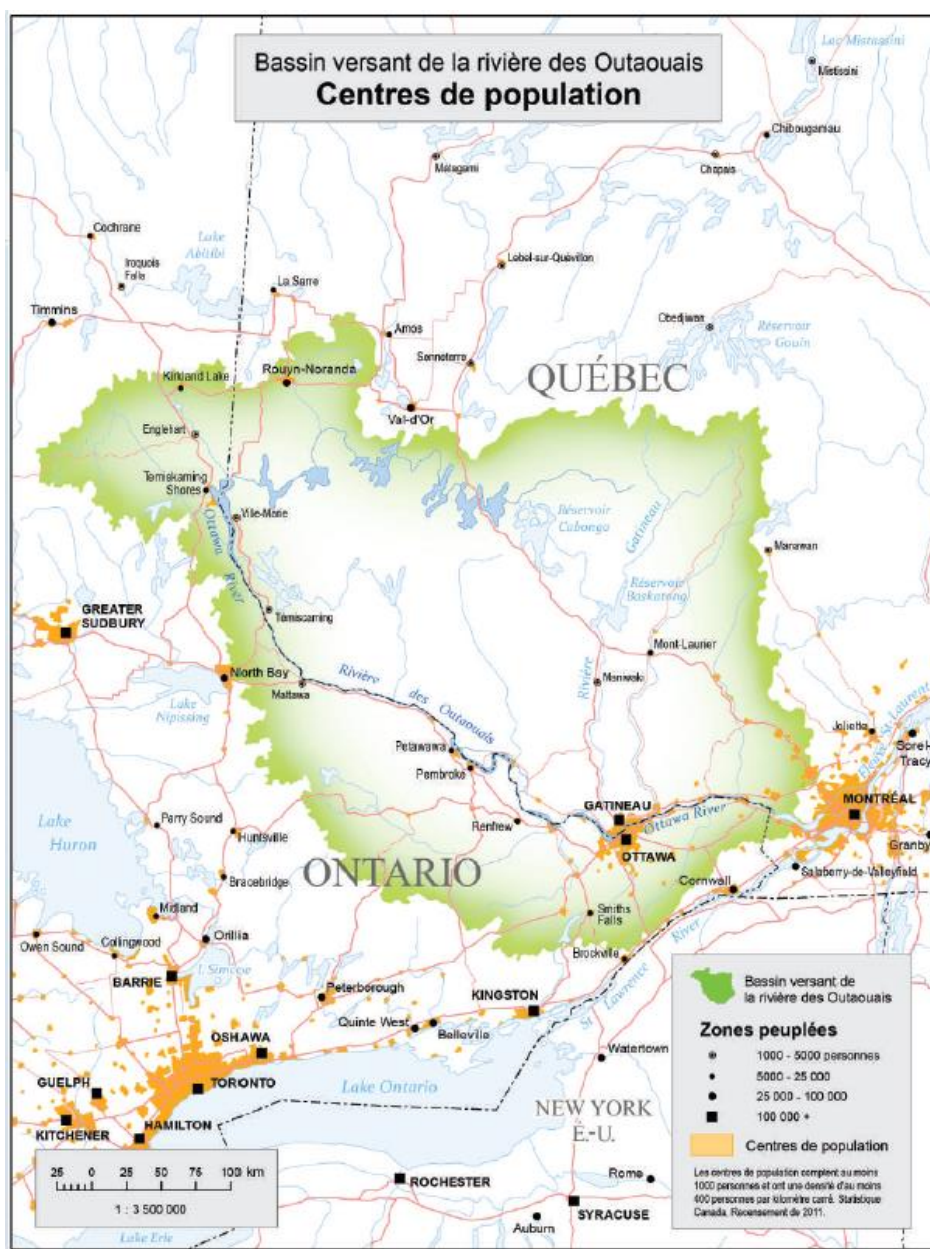 Bassin versant de la rivière des Outaouais
Centres de population
Lac Mistassini
Mistissini
Chibougamau
Matagami
Chapais
Cochrane
Lake
Abitibi
Iroquois
Falls
Lebel-sur-Quévillon
La Sarre
Timmins
Amos
Obedjiwan
Réservoir
Gouin
Senneterre
Kirkland Lake
Rouyn-Noranda
QUÉBEC
Val-d'Or
Englehart
Temiskaming
Shores
Ville-Marie
Ottawa River
Réservoir
Cabonga
Gatineau
Manawan
Réservoir
Baskatong
GREATER
SUDBURY
Témiscaming
Mont-Laurier
North Bay
Mattawa
Rivière
des
Outaouais
Rivière
Maniwaki
Lake
Nipissing
Fleuve St-Laurent
Joliette
Sorel-
Tracy
Petawawa
Pembroke
GATINEAU
MONTRÉAL
Lake
Huron
Parry Sound
Huntsville
Renfrew
Ottawa River
OTTAWA
Granby
Bracebridge
ONTARIO
Cornwall
Salaberry-de-Valleyfield
Midland
Smiths
Falls
Owen Sound
Collingwood
Orillia
Brockville
L Simcoe
BARRIE
Peterborough
KINGSTON
St Lawrence
River
Quinte West
Belleville
OSHAWA
Watertown
GUELPH
TORONTO
Lake Ontario
KITCHENER
HAMILTON
NEW YORK
É.-U.
ROCHESTER
Rome
SYRACUSE
Auburn
Lake Erie
25 0 25 50 75 100 km
1 : 3 500 000
Bassin versant de
la rivière des Outaouais
Zones peuplées
1000 - 5000 personnes
5000 - 25 000
25 000 - 100 000
100 000 +
Centres de population
Les centres de population comptent au moins
1000 personnes et ont une densité d'au moins
400 personnes par kilomètre carré. Statistique
Canada, Recensement de 2011.